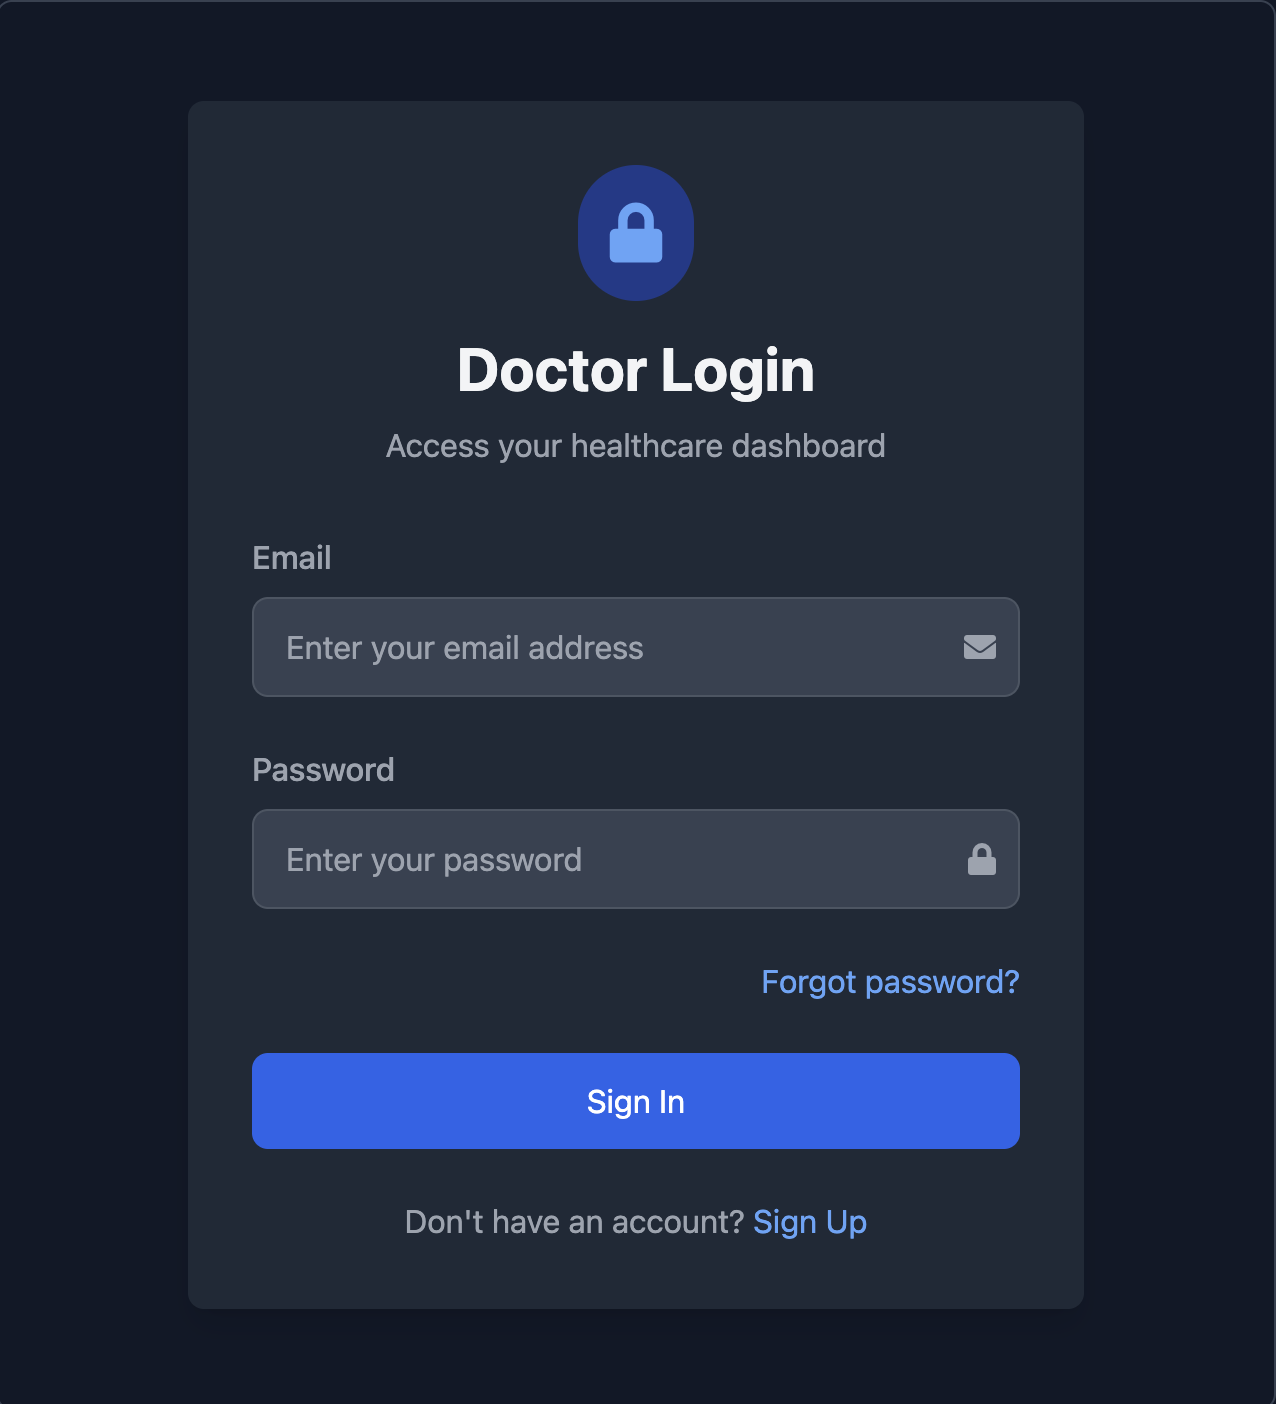 Doctor Login
Access your healthcare dashboard
Email
Enter your email address
Password
Enter your password
Forgot password?
Sign In
Don't have an account? Sign Up